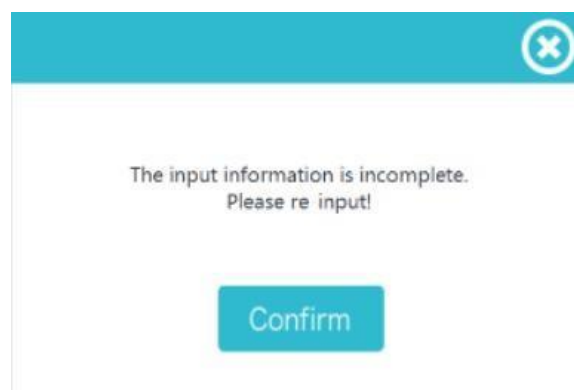 The input information is incomplete.
Please re input!
Confirm